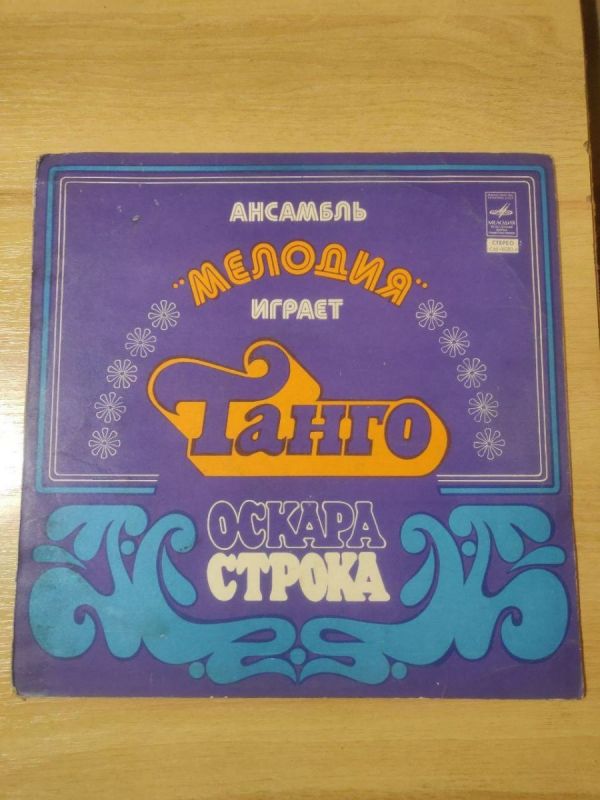 АНСАМБЛЬ
"МЕЛОДИЯ"
ИГРАЕТ
Танго
ОСКАРА
СТРОКА
МЕЛОДИЯ
СТЕРЕО